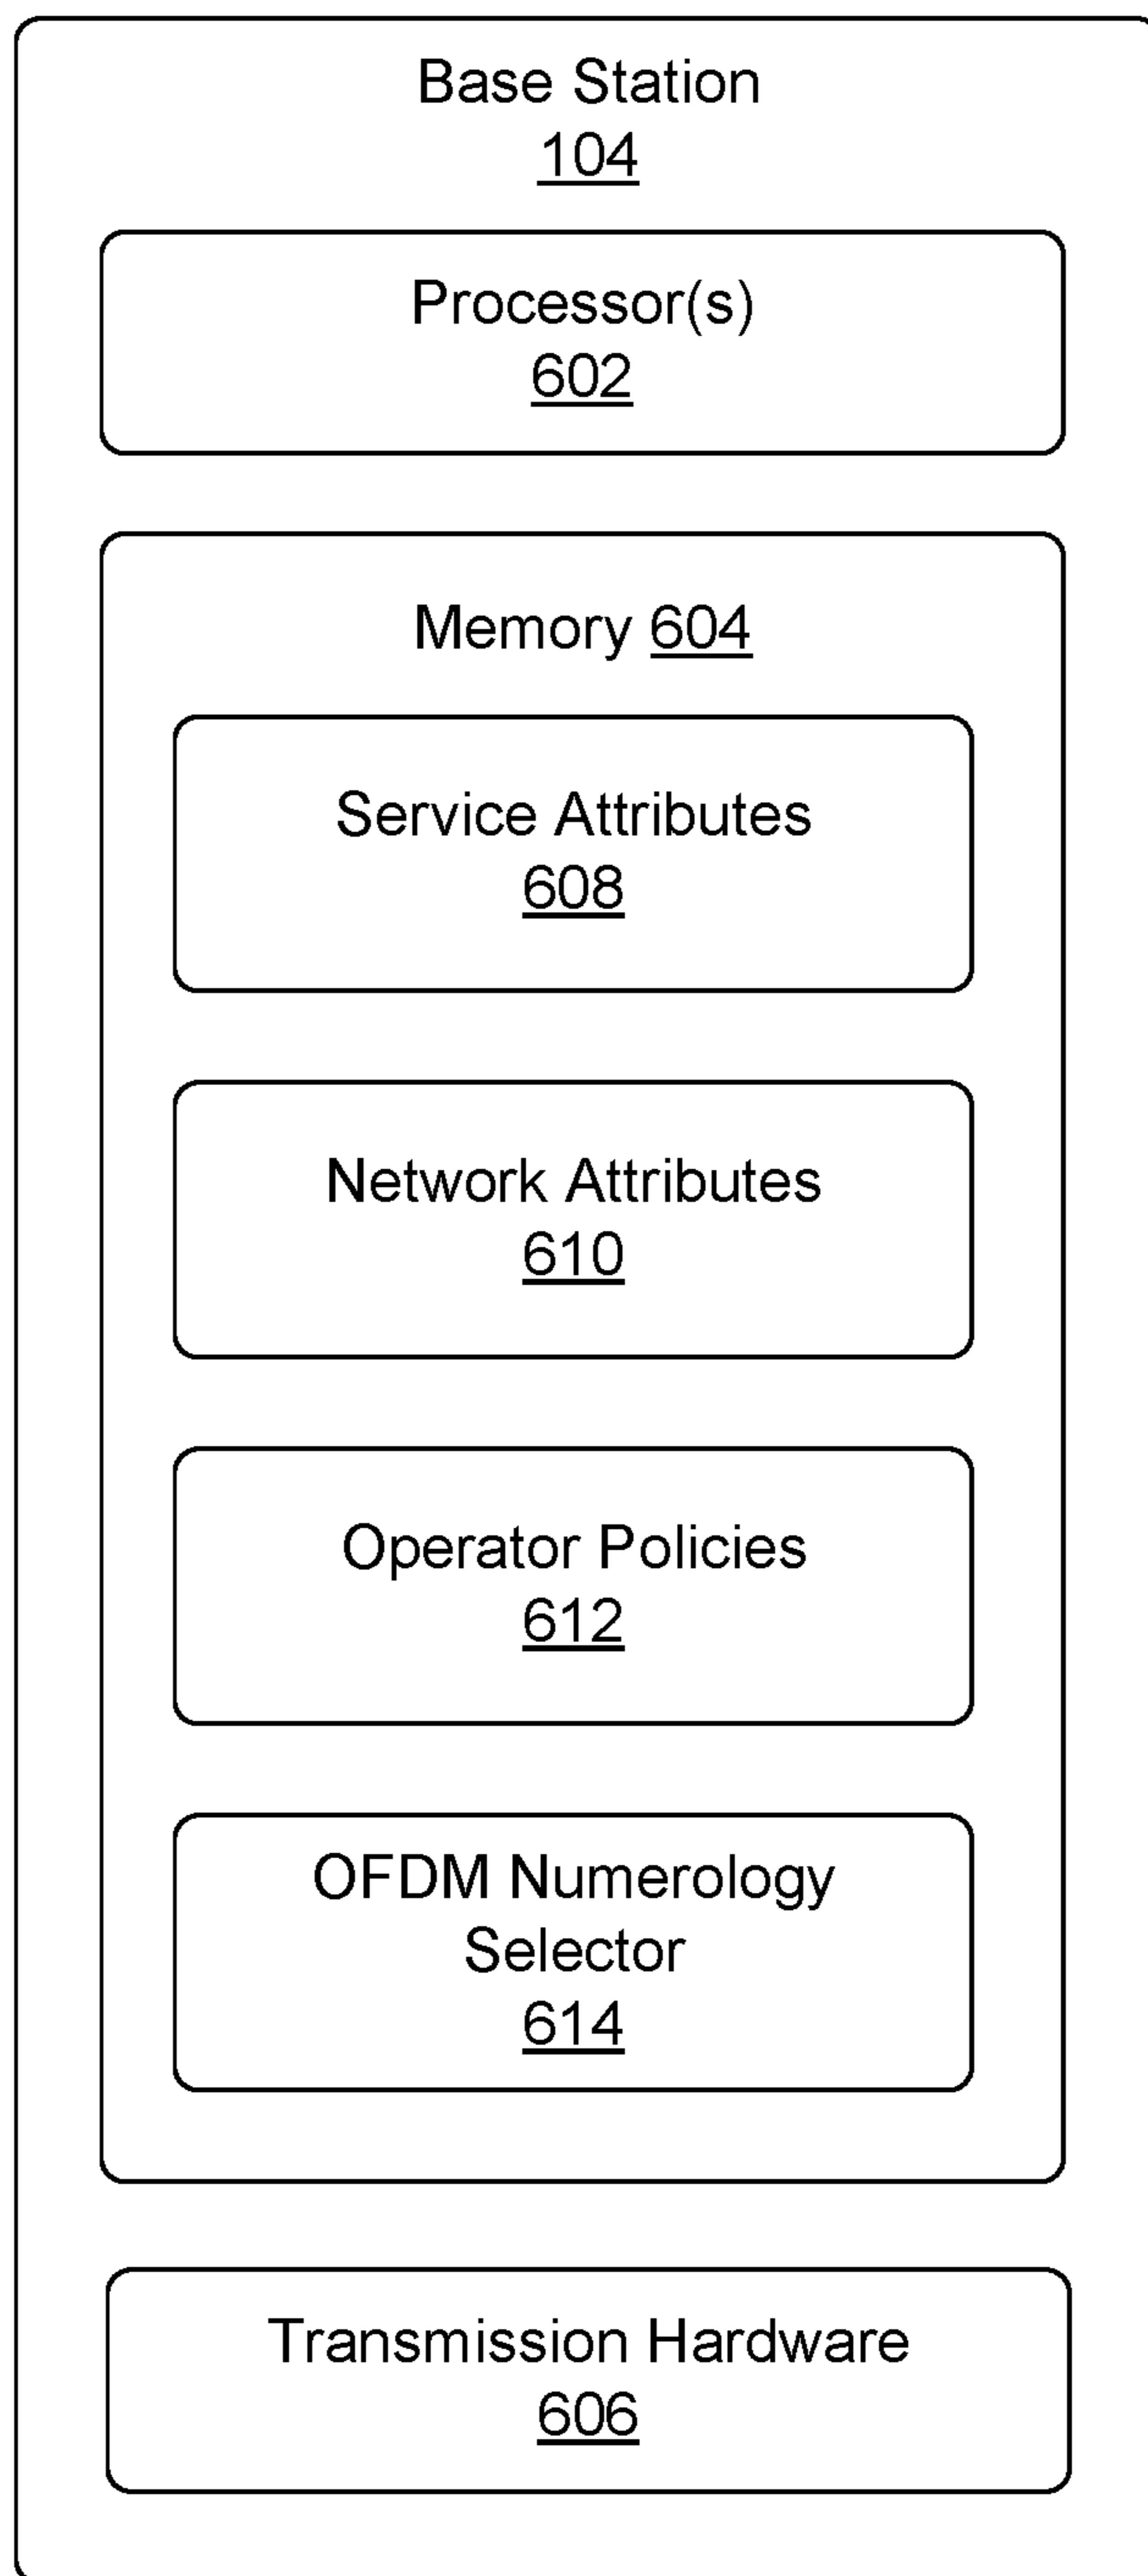 Base Station
104
Processor(s)
602
Memory 604
Service Attributes
608
Network Attributes
610
Operator Policies
612
OFDM Numerology
Selector
614
Transmission Hardware
606